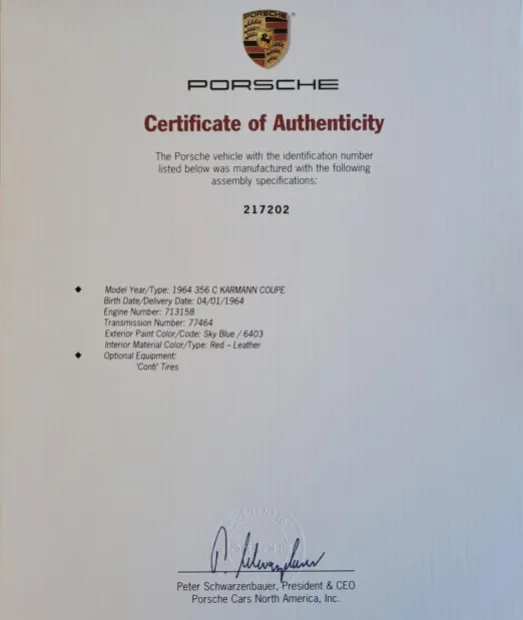 PORSCHE
®
PORSCHE
Certificate of Authenticity
The Porsche vehicle with the identification number
listed below was manufactured with the following
assembly specifications:
217202
◆ Model Year/Type: 1964 356 C KARMANN COUPE
Birth Date/Delivery Date: 04/01/1964
Engine Number: 713158
Transmission Number: 77464
Exterior Paint Color/Code: Sky Blue / 6403
Interior Material Color/Type: Red – Leather
◆ Optional Equipment:
'Conti' Tires
Peter Schwarzenbauer, President & CEO
Porsche Cars North America, Inc.